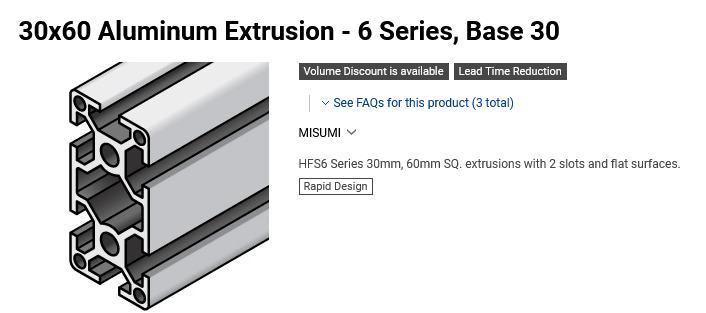 30x60 Aluminum Extrusion - 6 Series, Base 30
Volume Discount is available
Lead Time Reduction
See FAQs for this product (3 total)
MISUMI
HFS6 Series 30mm, 60mm SQ. extrusions with 2 slots and flat surfaces.
Rapid Design